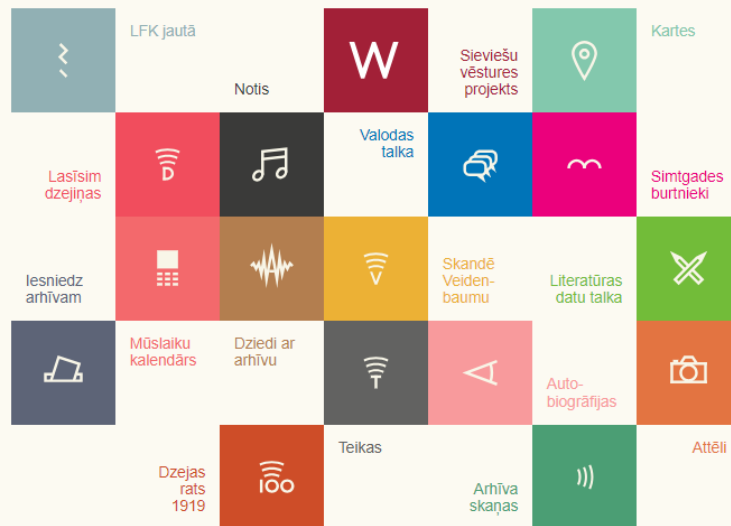 LFK jautā
Notis
W
Sieviešu
vēstures
projekts
Kartes
Lasīsim
dzejiņas
D
Valodas
talka
Simtgades
burtnieki
Iesniedz
arhīvam
V
Skandē
Veiden-
baumu
Literatūras
datu talka
Mūslaiku
kalendārs
Dziedi ar
arhīvu
T
Auto-
biogrāfijas
Dzejas
rats
1919
100
Teikas
Arhīva
skaņas
Attēli